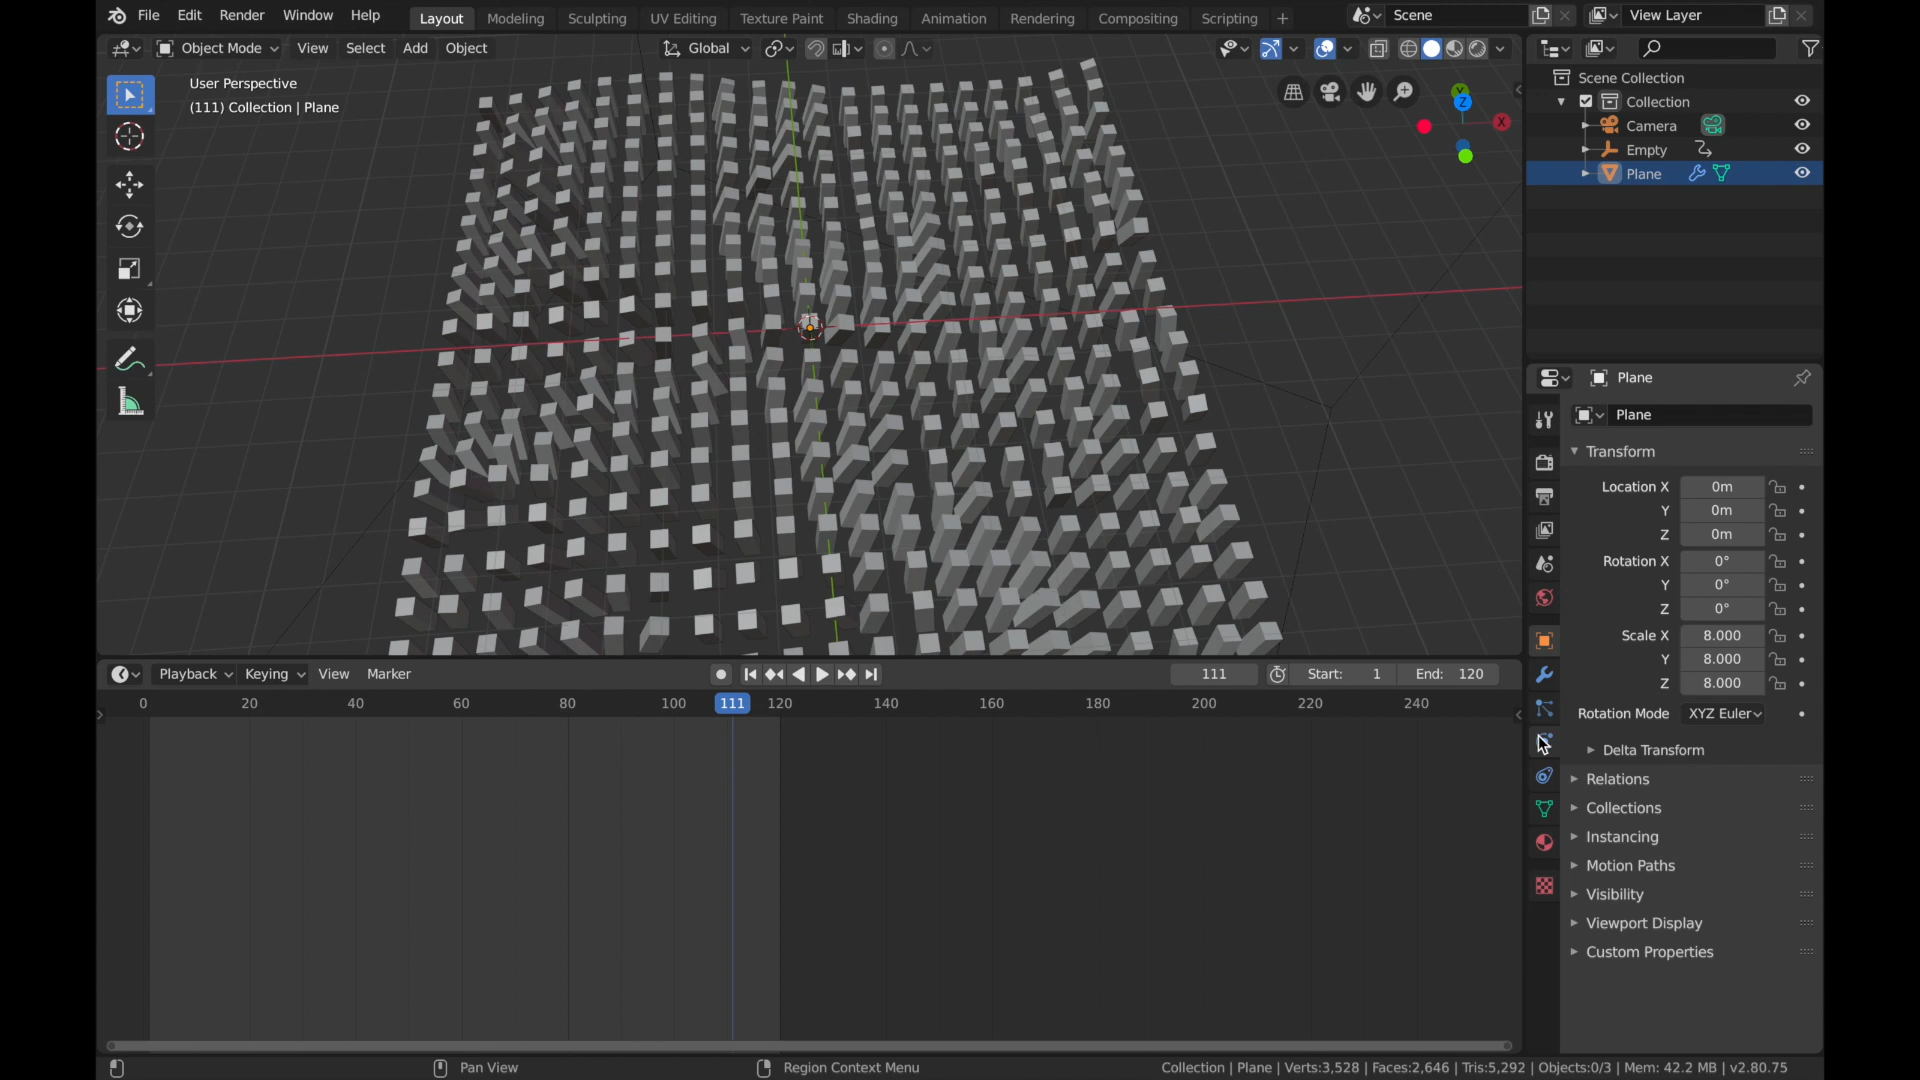 File Edit Render Window Help Layout Modeling Sculpting UV Editing Texture Paint Shading Animation Rendering Compositing Scripting + Scene View Layer
Object Mode View Select Add Object Global
User Perspective
(111) Collection | Plane
Y
Z
X
Scene Collection
Collection
Camera
Empty
Plane
Plane
Plane
Transform
Location X 0m
Y 0m
Z 0m
Rotation X 0°
Y 0°
Z 0°
Scale X 8.000
Y 8.000
Z 8.000
Rotation Mode XYZ Euler
Delta Transform
Relations
Collections
Instancing
Motion Paths
Visibility
Viewport Display
Custom Properties
Playback Keying View Marker 111 Start: 1 End: 120
0 20 40 60 80 100 111 120 140 160 180 200 220 240
Pan View Region Context Menu Collection | Plane | Verts:3,528 | Faces:2,646 | Tris:5,292 | Objects:0/3 | Mem: 42.2 MB | v2.80.75